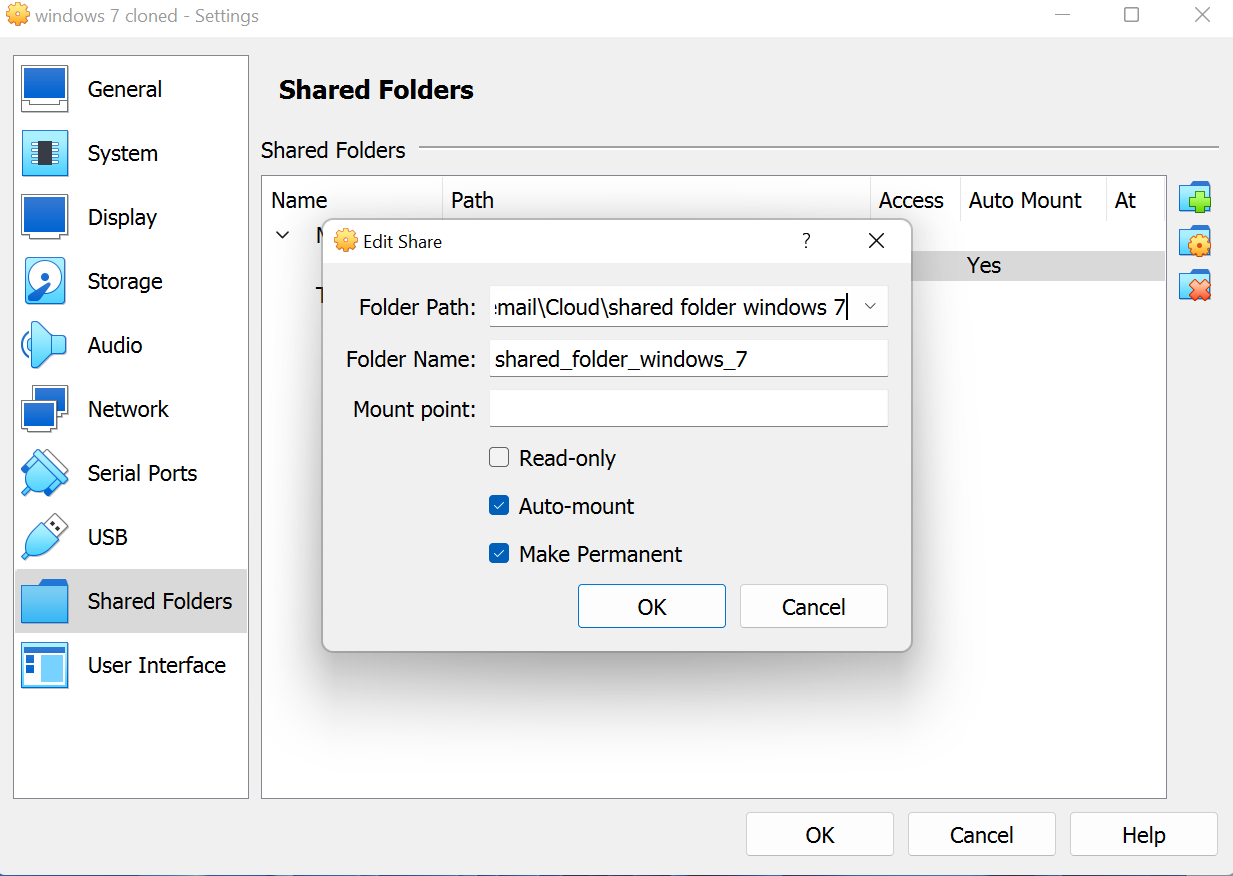 windows 7 cloned - Settings
General
System
Display
Storage
Audio
Network
Serial Ports
USB
Shared Folders
User Interface
Shared Folders
Shared Folders
Name Path Access Auto Mount At
Yes
Edit Share ?
Folder Path: email\Cloud\shared folder windows 7
Folder Name: shared_folder_windows_7
Mount point:
Read-only
Auto-mount
Make Permanent
OK Cancel
OK Cancel Help